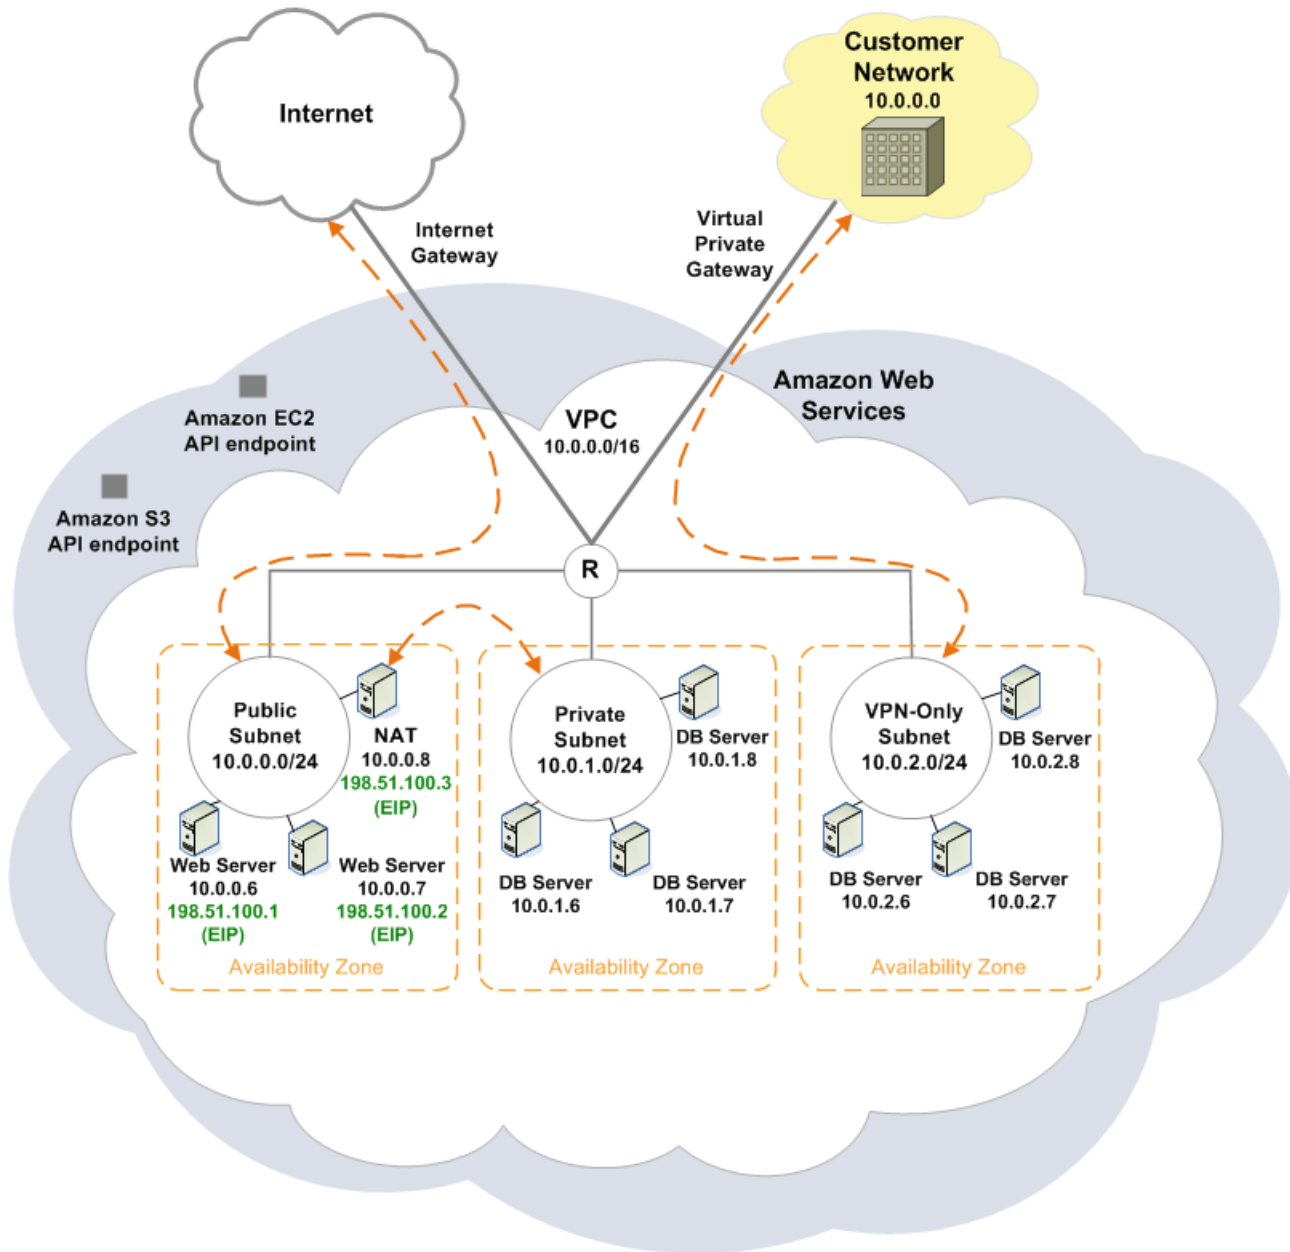 Internet
Customer
Network
10.0.0.0
Internet
Gateway
Virtual
Private
Gateway
Amazon Web
Services
Amazon EC2
API endpoint
VPC
10.0.0.0/16
Amazon S3
API endpoint
R
Public
Subnet
10.0.0.0/24
NAT
10.0.0.8
198.51.100.3
(EIP)
Web Server
10.0.0.6
198.51.100.1
(EIP)
Web Server
10.0.0.7
198.51.100.2
(EIP)
Availability Zone
Private
Subnet
10.0.1.0/24
DB Server
10.0.1.8
DB Server
10.0.1.6
DB Server
10.0.1.7
Availability Zone
VPN-Only
Subnet
10.0.2.0/24
DB Server
10.0.2.8
DB Server
10.0.2.6
DB Server
10.0.2.7
Availability Zone